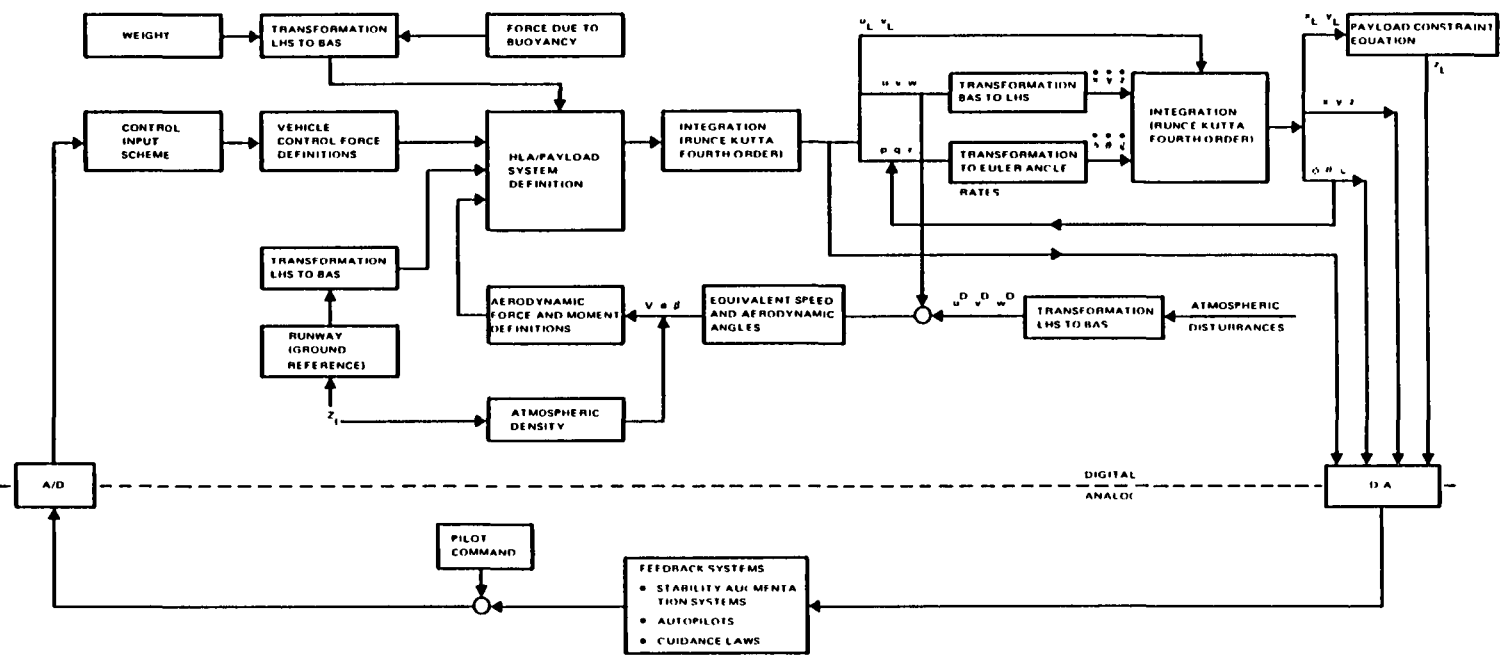 WEIGHT
TRANSFORMATION
LHS TO BAS
FORCE DUE TO
BUOYANCY
u L v L
x L y L
PAYLOAD CONSTRAINT
EQUATION
z L
CONTROL
INPUT
SCHEME
VEHICLE
CONTROL FORCE
DEFINITIONS
HLA/PAYLOAD
SYSTEM
DEFINITION
INTEGRATION
(RUNCE KUTTA
FOURTH ORDER)
u v w
TRANSFORMATION
BAS TO LHS
INTEGRATION
(RUNCE KUTTA
FOURTH ORDER)
x y z
p q r
TRANSFORMATION
TO EULER ANGLE
RATES
TRANSFORMATION
LHS TO BAS
AERODYNAMIC
FORCE AND MOMENT
DEFINITIONS
V α β
EQUIVALENT SPEED
AND AERODYNAMIC
ANGLES
u D v D w D
TRANSFORMATION
LHS TO BAS
ATMOSPHERIC
DISTURBANCES
RUNWAY
(GROUND
REFERENCE)
ATMOSPHERIC
DENSITY
A/D
DIGITAL
ANALOG
D A
PILOT
COMMAND
FEEDBACK SYSTEMS
• STABILITY AUGMENTA
TION SYSTEMS
• AUTOPILOTS
• GUIDANCE LAWS